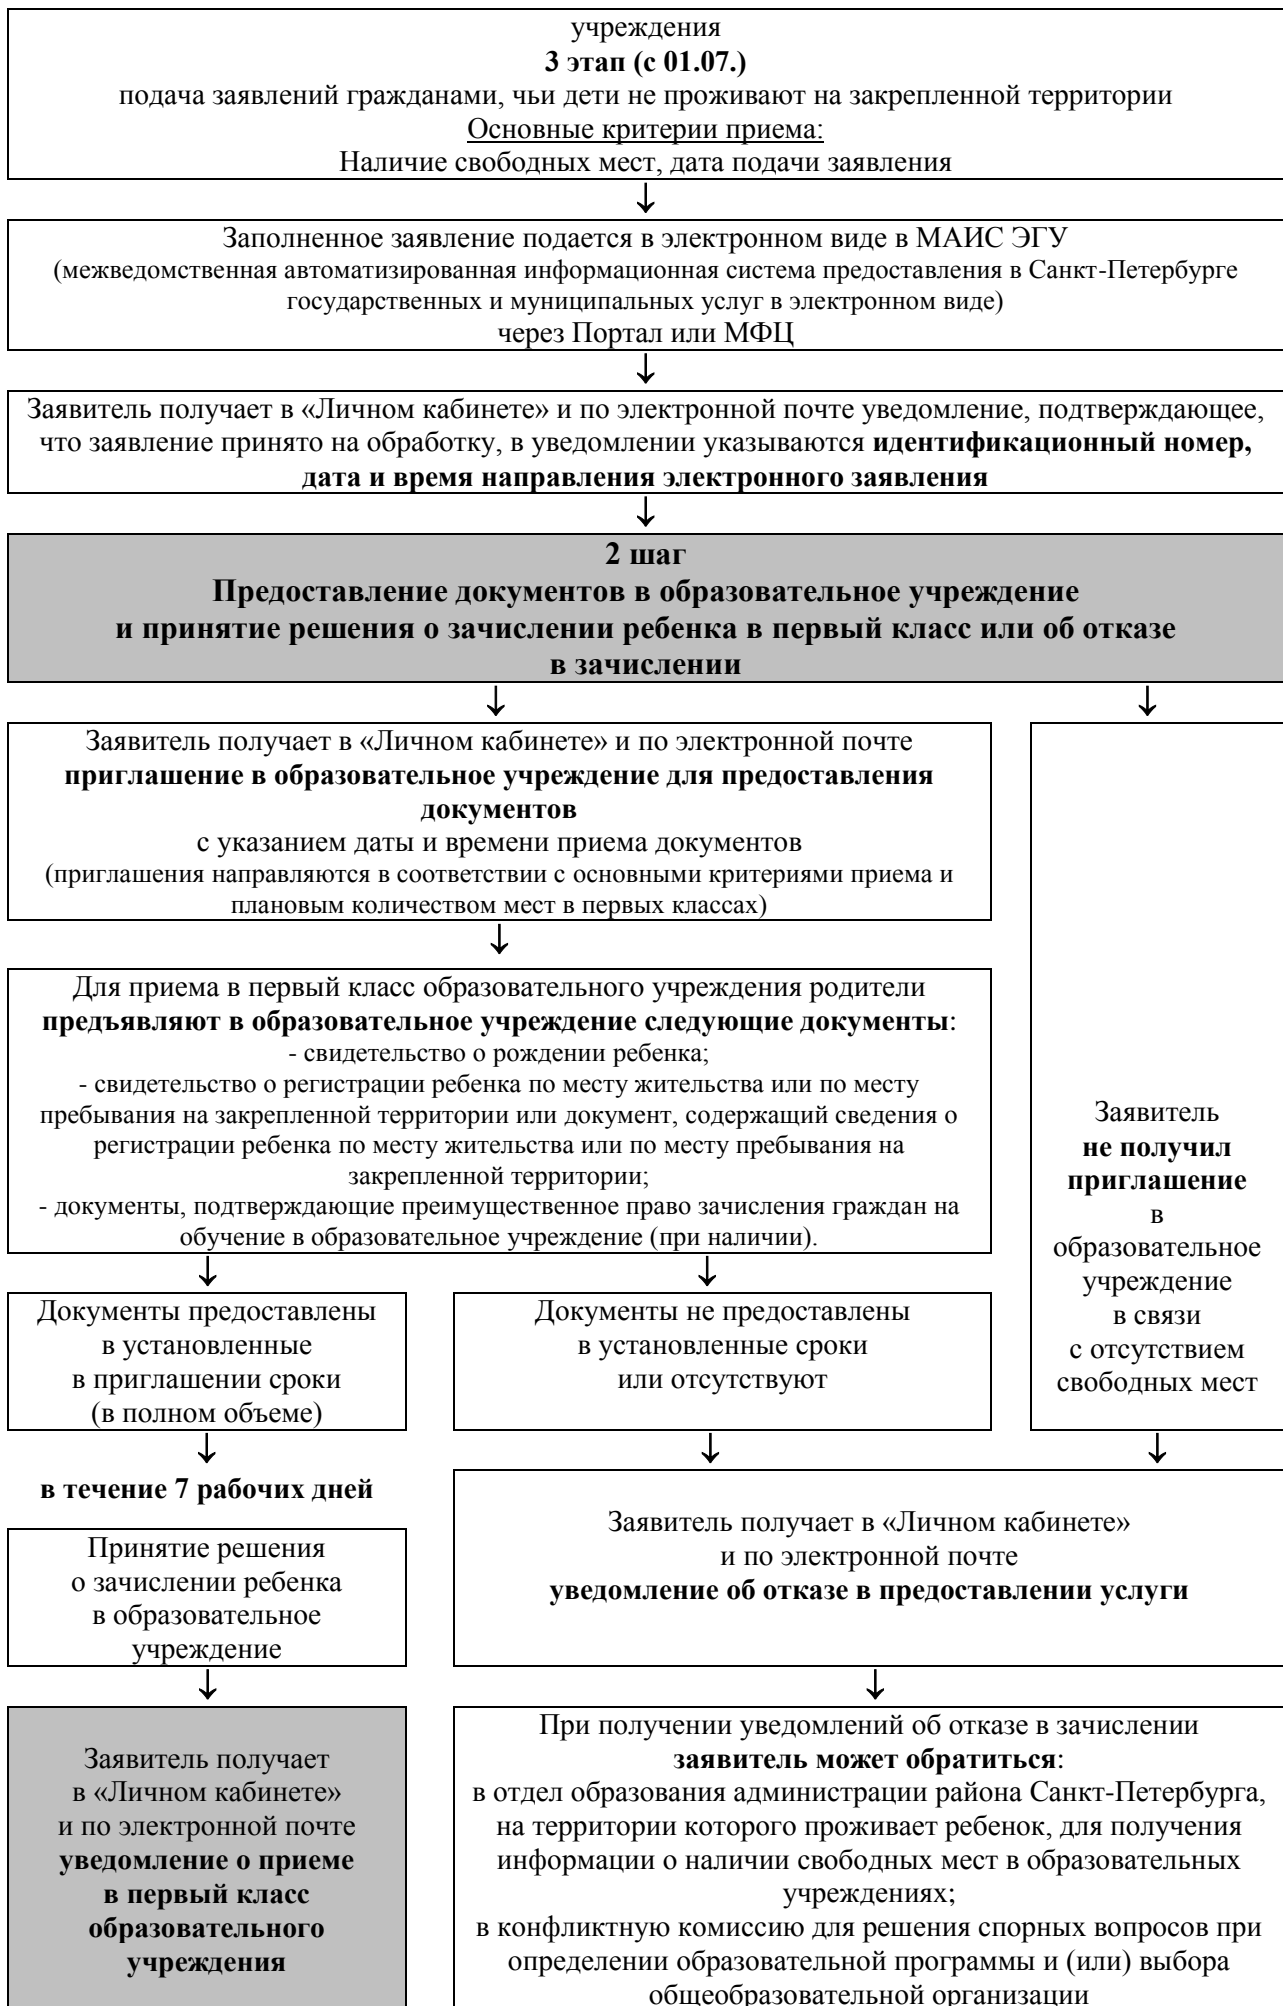 учреждения
3 этап (с 01.07.)
подача заявлений гражданами, чьи дети не проживают на закрепленной территории
Основные критерии приема:
Наличие свободных мест, дата подачи заявления
↓
Заполненное заявление подается в электронном виде в МАИС ЭГУ
(межведомственная автоматизированная информационная система предоставления в Санкт-Петербурге
государственных и муниципальных услуг в электронном виде)
через Портал или МФЦ
↓
Заявитель получает в «Личном кабинете» и по электронной почте уведомление, подтверждающее,
что заявление принято на обработку, в уведомлении указываются идентификационный номер,
дата и время направления электронного заявления
↓
2 шаг
Предоставление документов в образовательное учреждение
и принятие решения о зачислении ребенка в первый класс или об отказе
в зачислении
↓
↓
Заявитель получает в «Личном кабинете» и по электронной почте
приглашение в образовательное учреждение для предоставления
документов
с указанием даты и времени приема документов
(приглашения направляются в соответствии с основными критериями приема и
плановым количеством мест в первых классах)
↓
Для приема в первый класс образовательного учреждения родители
предъявляют в образовательное учреждение следующие документы:
- свидетельство о рождении ребенка;
- свидетельство о регистрации ребенка по месту жительства или по месту
пребывания на закрепленной территории или документ, содержащий сведения о
регистрации ребенка по месту жительства или по месту пребывания на
закрепленной территории;
- документы, подтверждающие преимущественное право зачисления граждан на
обучение в образовательное учреждение (при наличии).
Заявитель
не получил
приглашение
в
образовательное
учреждение
в связи
с отсутствием
свободных мест
↓
↓
Документы предоставлены
в установленные
в приглашении сроки
(в полном объеме)
Документы не предоставлены
в установленные сроки
или отсутствуют
↓
↓
↓
в течение 7 рабочих дней
Принятие решения
о зачислении ребенка
в образовательное
учреждение
Заявитель получает в «Личном кабинете»
и по электронной почте
уведомление об отказе в предоставлении услуги
↓
↓
Заявитель получает
в «Личном кабинете»
и по электронной почте
уведомление о приеме
в первый класс
образовательного
учреждения
При получении уведомлений об отказе в зачислении
заявитель может обратиться:
в отдел образования администрации района Санкт-Петербурга,
на территории которого проживает ребенок, для получения
информации о наличии свободных мест в образовательных
учреждениях;
в конфликтную комиссию для решения спорных вопросов при
определении образовательной программы и (или) выбора
общеобразовательной организации